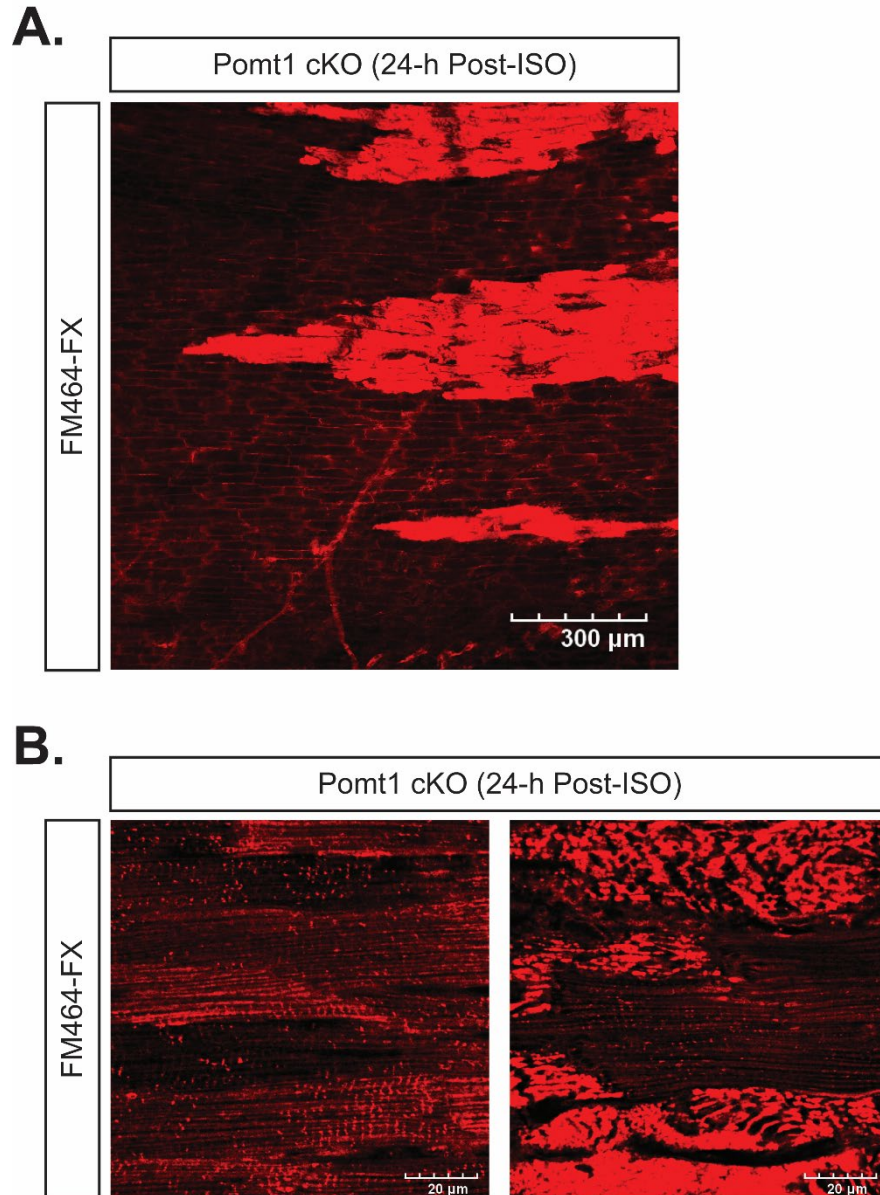 A.
Pomt1 cKO (24-h Post-ISO)
FM464-FX
300 µm
B.
Pomt1 cKO (24-h Post-ISO)
FM464-FX
20 µm
20 µm